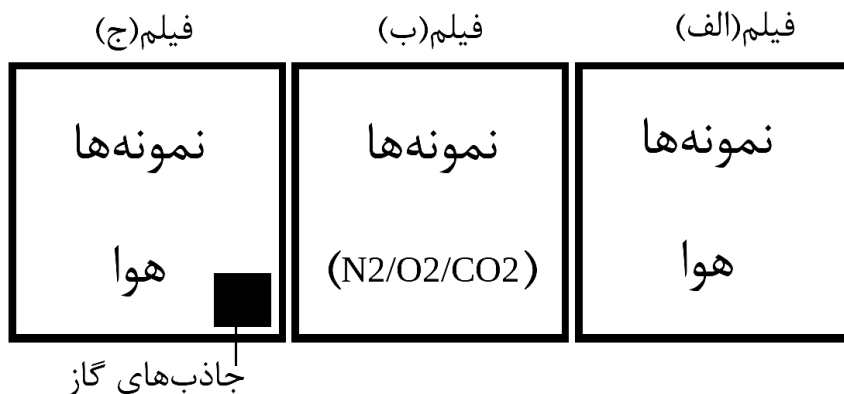 فیلم(الف) فیلم(ب) فیلم(ج)
نمونه‌ها نمونه‌ها نمونه‌ها
هوا (N2/O2/CO2) هوا
جاذب‌های گاز